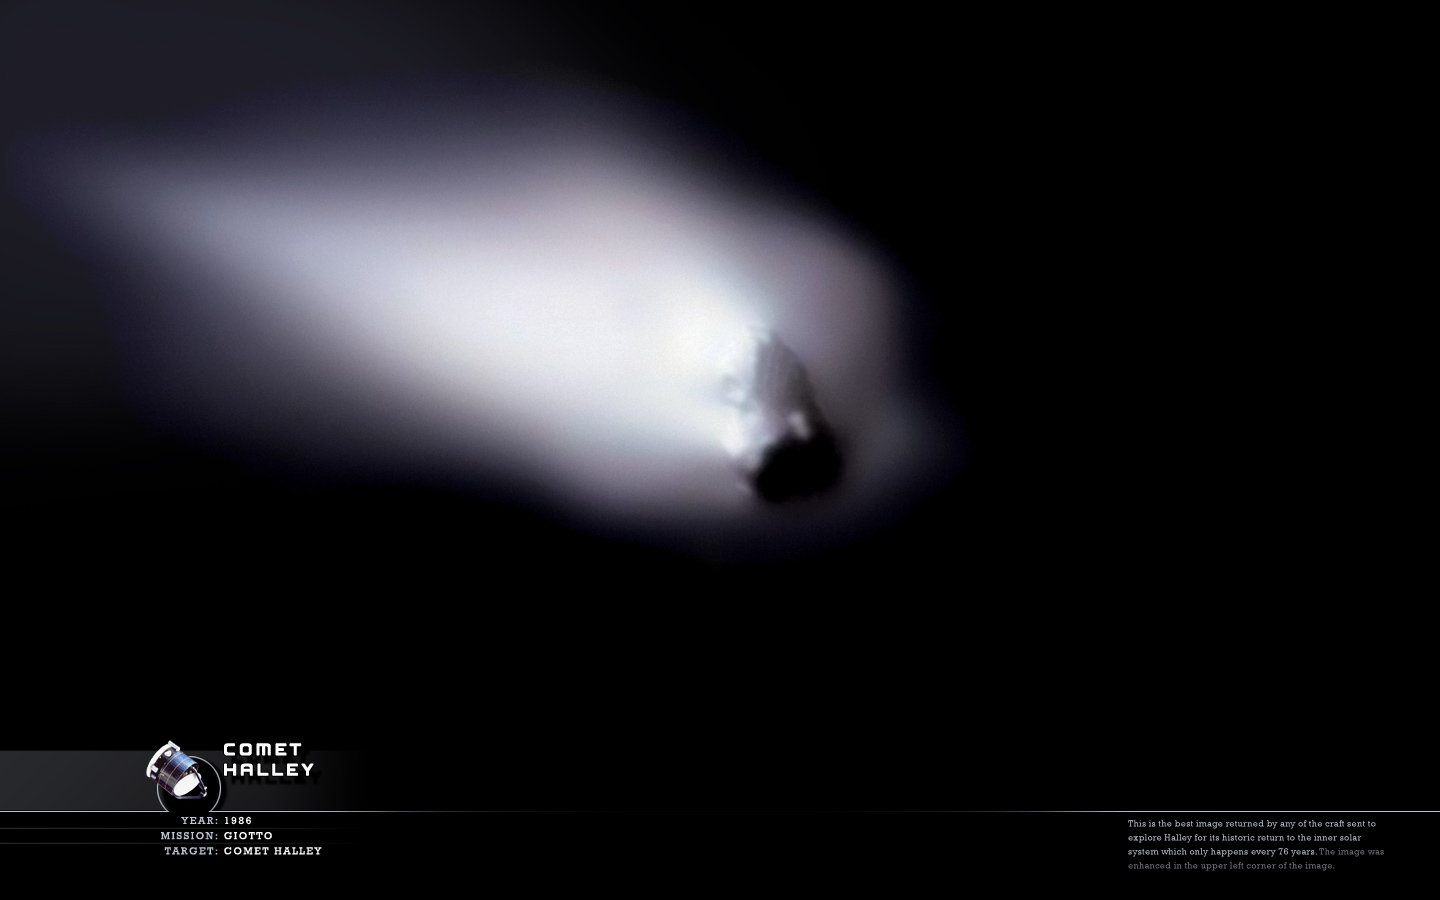 COMET
HALLEY
YEAR: 1986
MISSION: GIOTTO
TARGET: COMET HALLEY
This is the best image returned by any of the craft sent to
explore Halley for its historic return to the inner solar
system which only happens every 76 years. The image was
enhanced in the upper left corner of the image.